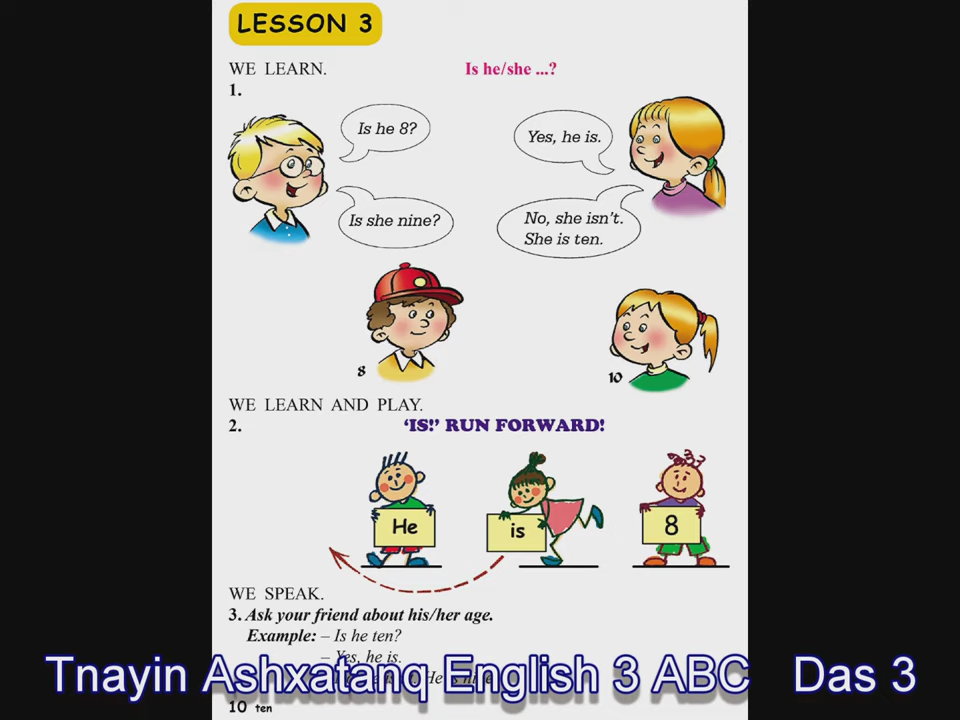 LESSON 3
WE LEARN.
Is he/she ...?
1.
Is he 8?
Yes, he is.
Is she nine?
No, she isn't.
She is ten.
8
10
WE LEARN AND PLAY.
2.
'IS!' RUN FORWARD!
He
is
8
WE SPEAK.
3. Ask your friend about his/her age.
Example: – Is he ten?
– Yes, he is.
Tnayin Ashxatanq English 3 ABC Das 3
10 ten